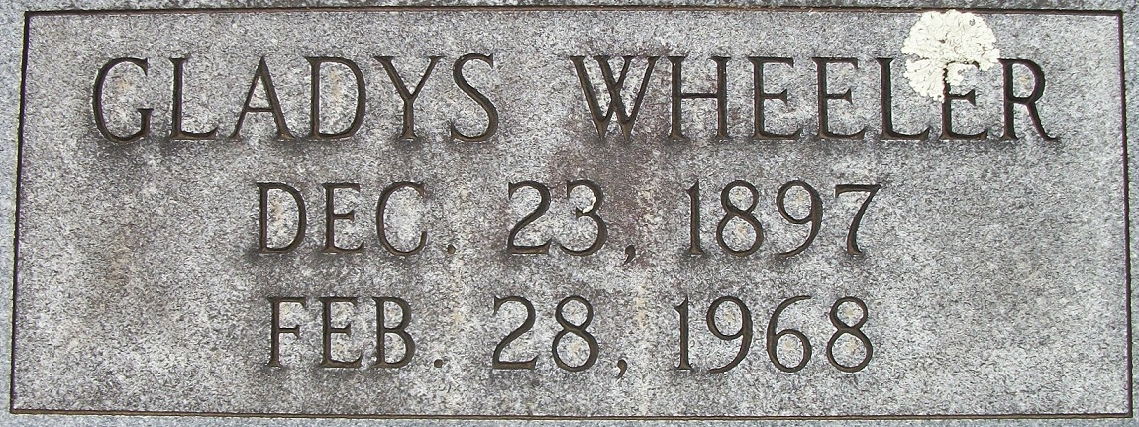 GLADYS WHEELER
DEC. 23, 1897
FEB. 28, 1968